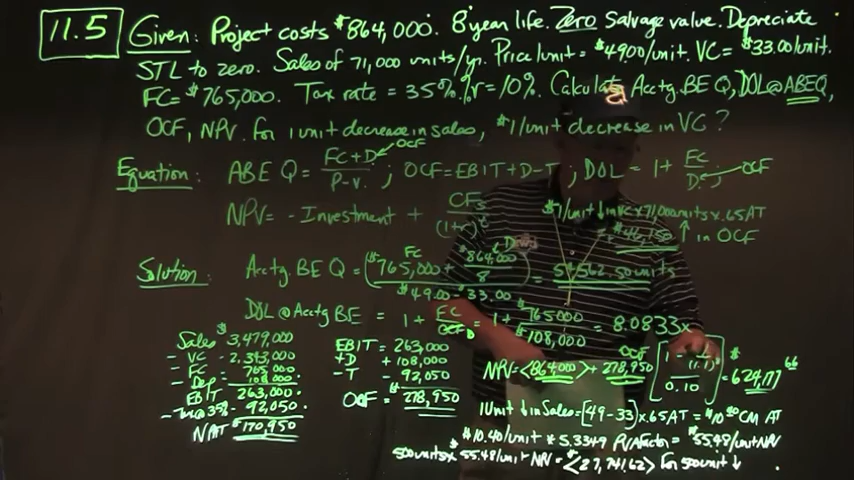 11.5 Given: Project costs $864,000. 8 year life. Zero Salvage value. Depreciate
STL to zero. Sales of 71,000 units/yr. Price/unit = $49.00/unit. VC = $33.00/unit.
FC = $765,000. Tax rate = 35%. r = 10%. Calculate Acctg. BE Q, DOL@ABEQ,
OCF, NPV. For 1 unit decrease in sales, $1/unit decrease in VC?
Equation: ABE Q = FC+D / P-V. ; OCF = EBIT+D-T ; DOL = 1 + FC / D. OCF
NPV = -Investment + CFs / (1+r)
$1/unit ↓ in VC x 71,000 units x .65 AT
$46,150 ↑ in OCF
Solution: Acctg. BE Q = ($765,000 + 864,000 / 8) / $49.00 - 33.00 = 54,562.50 units
DOL @ Acctg BE = 1 + FC / D = 1 + 765000 / $108,000 = 8.0833x
Sales $3,479,000
- VC - 2,343,000
- FC - 765,000
- Dep - 108,000
EBIT 263,000
- Tax@35% - 92,050
NAT $170,950
EBIT = 263,000
+D +108,000
-T - 92,050
OCF = $278,950
NPV = <864,000> + 278,950 [1 - 1/(1.1) / 0.10] = $624,177.66
1 Unit ↓ in Sales = [49-33] x .65 AT = $10.40 CM AT
$10.40/unit * 5.3349 PVA Factor = $55.48/unit NPV
500 units x $55.48/unit NPV = <$27,741.62> for 500 unit ↓